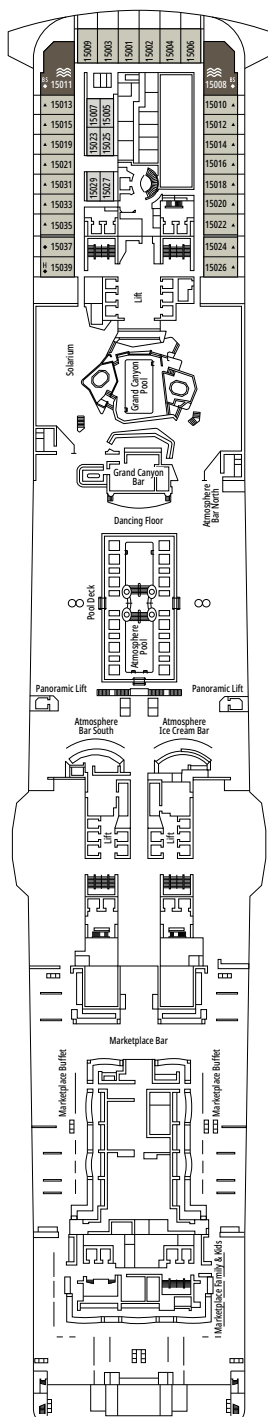 15009
15003
15001
15002
15004
15006
BS
15011
BS
15008
15013
15015
15019
15021
15031
15033
15035
15037
H
15039
15007
15005
15023
15025
15029
15027
15010
15012
15014
15016
15018
15020
15022
15024
15026
Lift
Solarium
Grand Canyon
Pool
Grand Canyon
Bar
Atmosphere
Bar North
Dancing Floor
Pool Deck
Atmosphere
Pool
Panoramic Lift
Panoramic Lift
Atmosphere
Bar South
Atmosphere
Ice Cream Bar
Lift
Lift
Marketplace Bar
Marketplace Buffet
Marketplace Buffet
Marketplace Family & Kids